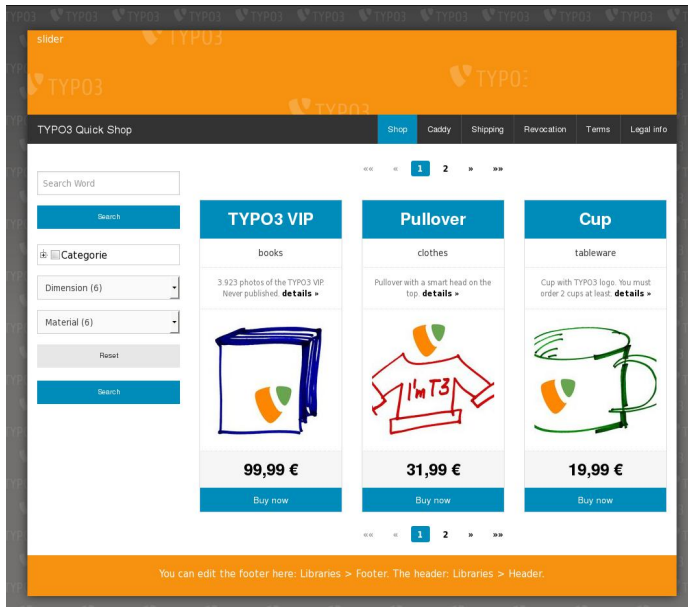 slider
TYPO3
TYPO3
TYPO3
TYPO3
TYPO3 Quick Shop
Shop Caddy Shipping Revocation Terms Legal info
«« « 1 2 » »»
Search Word
Search
Categorie
Dimension (6)
Material (6)
Reset
Search
TYPO3 VIP
books
3.923 photos of the TYPO3 VIP.
Never published. details »
99,99 €
Buy now
Pullover
clothes
Pullover with a smart head on the
top. details »
I'm T3
31,99 €
Buy now
Cup
tableware
Cup with TYPO3 logo. You must
order 2 cups at least. details »
19,99 €
Buy now
«« « 1 2 » »»
You can edit the footer here: Libraries > Footer. The header: Libraries > Header.